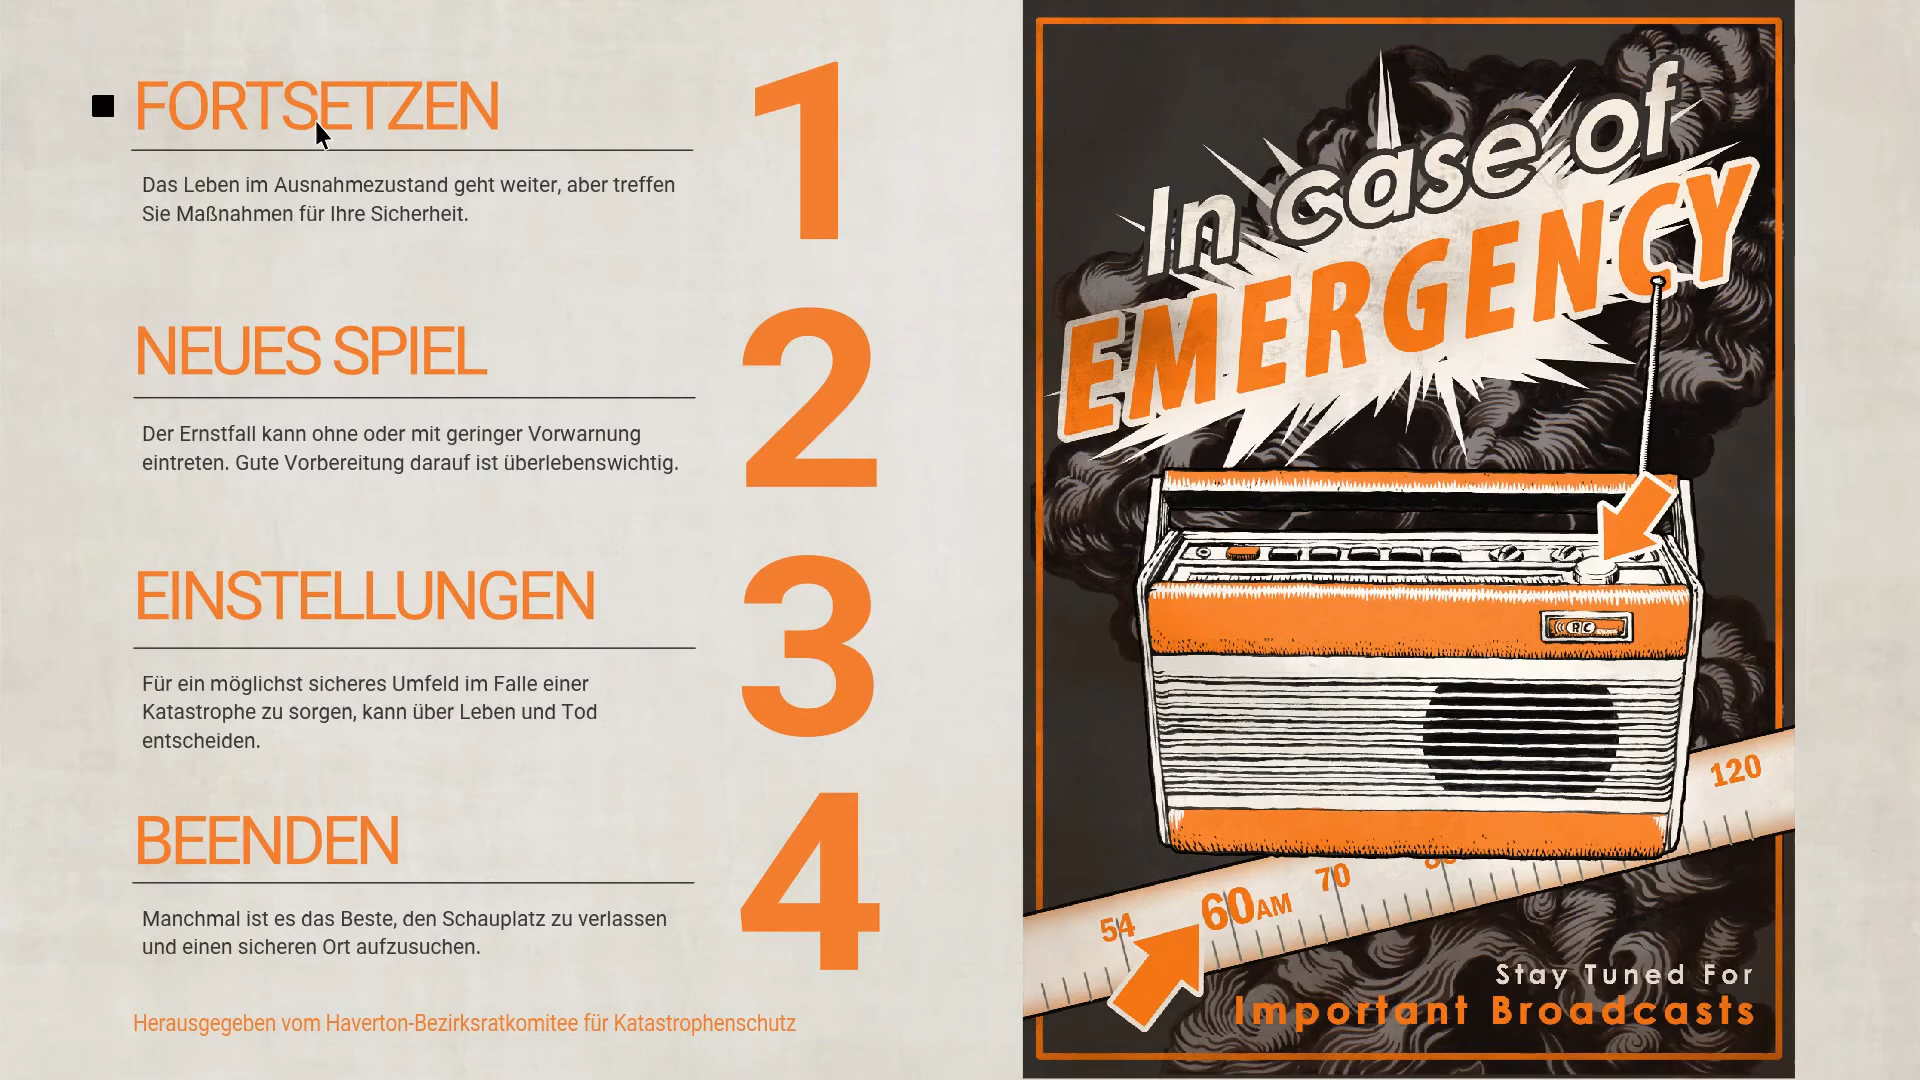 FORTSETZEN
Das Leben im Ausnahmezustand geht weiter, aber treffen
Sie Maßnahmen für Ihre Sicherheit.
1
NEUES SPIEL
Der Ernstfall kann ohne oder mit geringer Vorwarnung
eintreten. Gute Vorbereitung darauf ist überlebenswichtig.
2
EINSTELLUNGEN
Für ein möglichst sicheres Umfeld im Falle einer
Katastrophe zu sorgen, kann über Leben und Tod
entscheiden.
3
BEENDEN
Manchmal ist es das Beste, den Schauplatz zu verlassen
und einen sicheren Ort aufzusuchen.
4
Herausgegeben vom Haverton-Bezirksratkomitee für Katastrophenschutz
In case of
EMERGENCY
RC
54 60AM 70 120
Stay Tuned For
Important Broadcasts